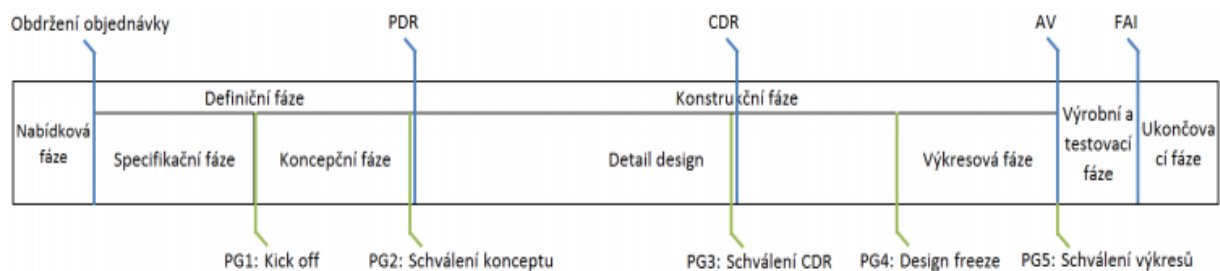 Obdržení objednávky PDR CDR AV FAI
Definiční fáze Konstrukční fáze
Nabídková fáze
Specifikační fáze
Koncepční fáze
Detail design
Výkresová fáze
Výrobní a
testovací
fáze
Ukončova
cí fáze
PG1: Kick off PG2: Schválení konceptu PG3: Schválení CDR PG4: Design freeze PG5: Schválení výkresů